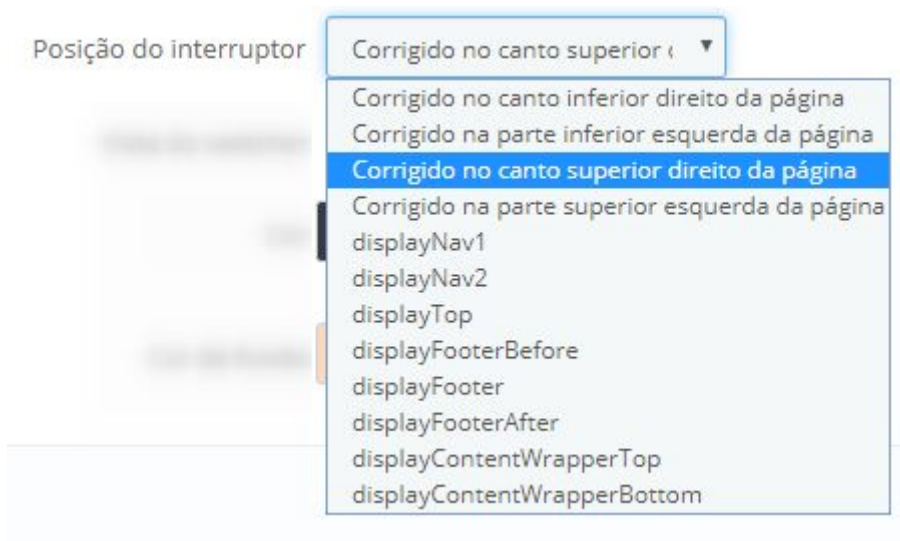 Posição do interruptor
Corrigido no canto superior
Corrigido no canto inferior direito da página
Corrigido na parte inferior esquerda da página
Corrigido no canto superior direito da página
Corrigido na parte superior esquerda da página
displayNav1
displayNav2
displayTop
displayFooterBefore
displayFooter
displayFooterAfter
displayContentWrapperTop
displayContentWrapperBottom